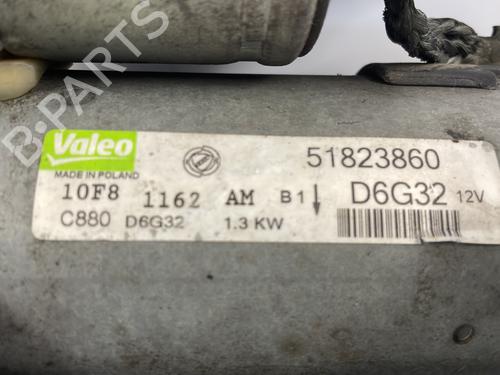 B-PARTS
Valeo
MADE IN POLAND
51823860
10F8 1162 AM B1 D6G32 12V
C880 D6G32 1.3 KW